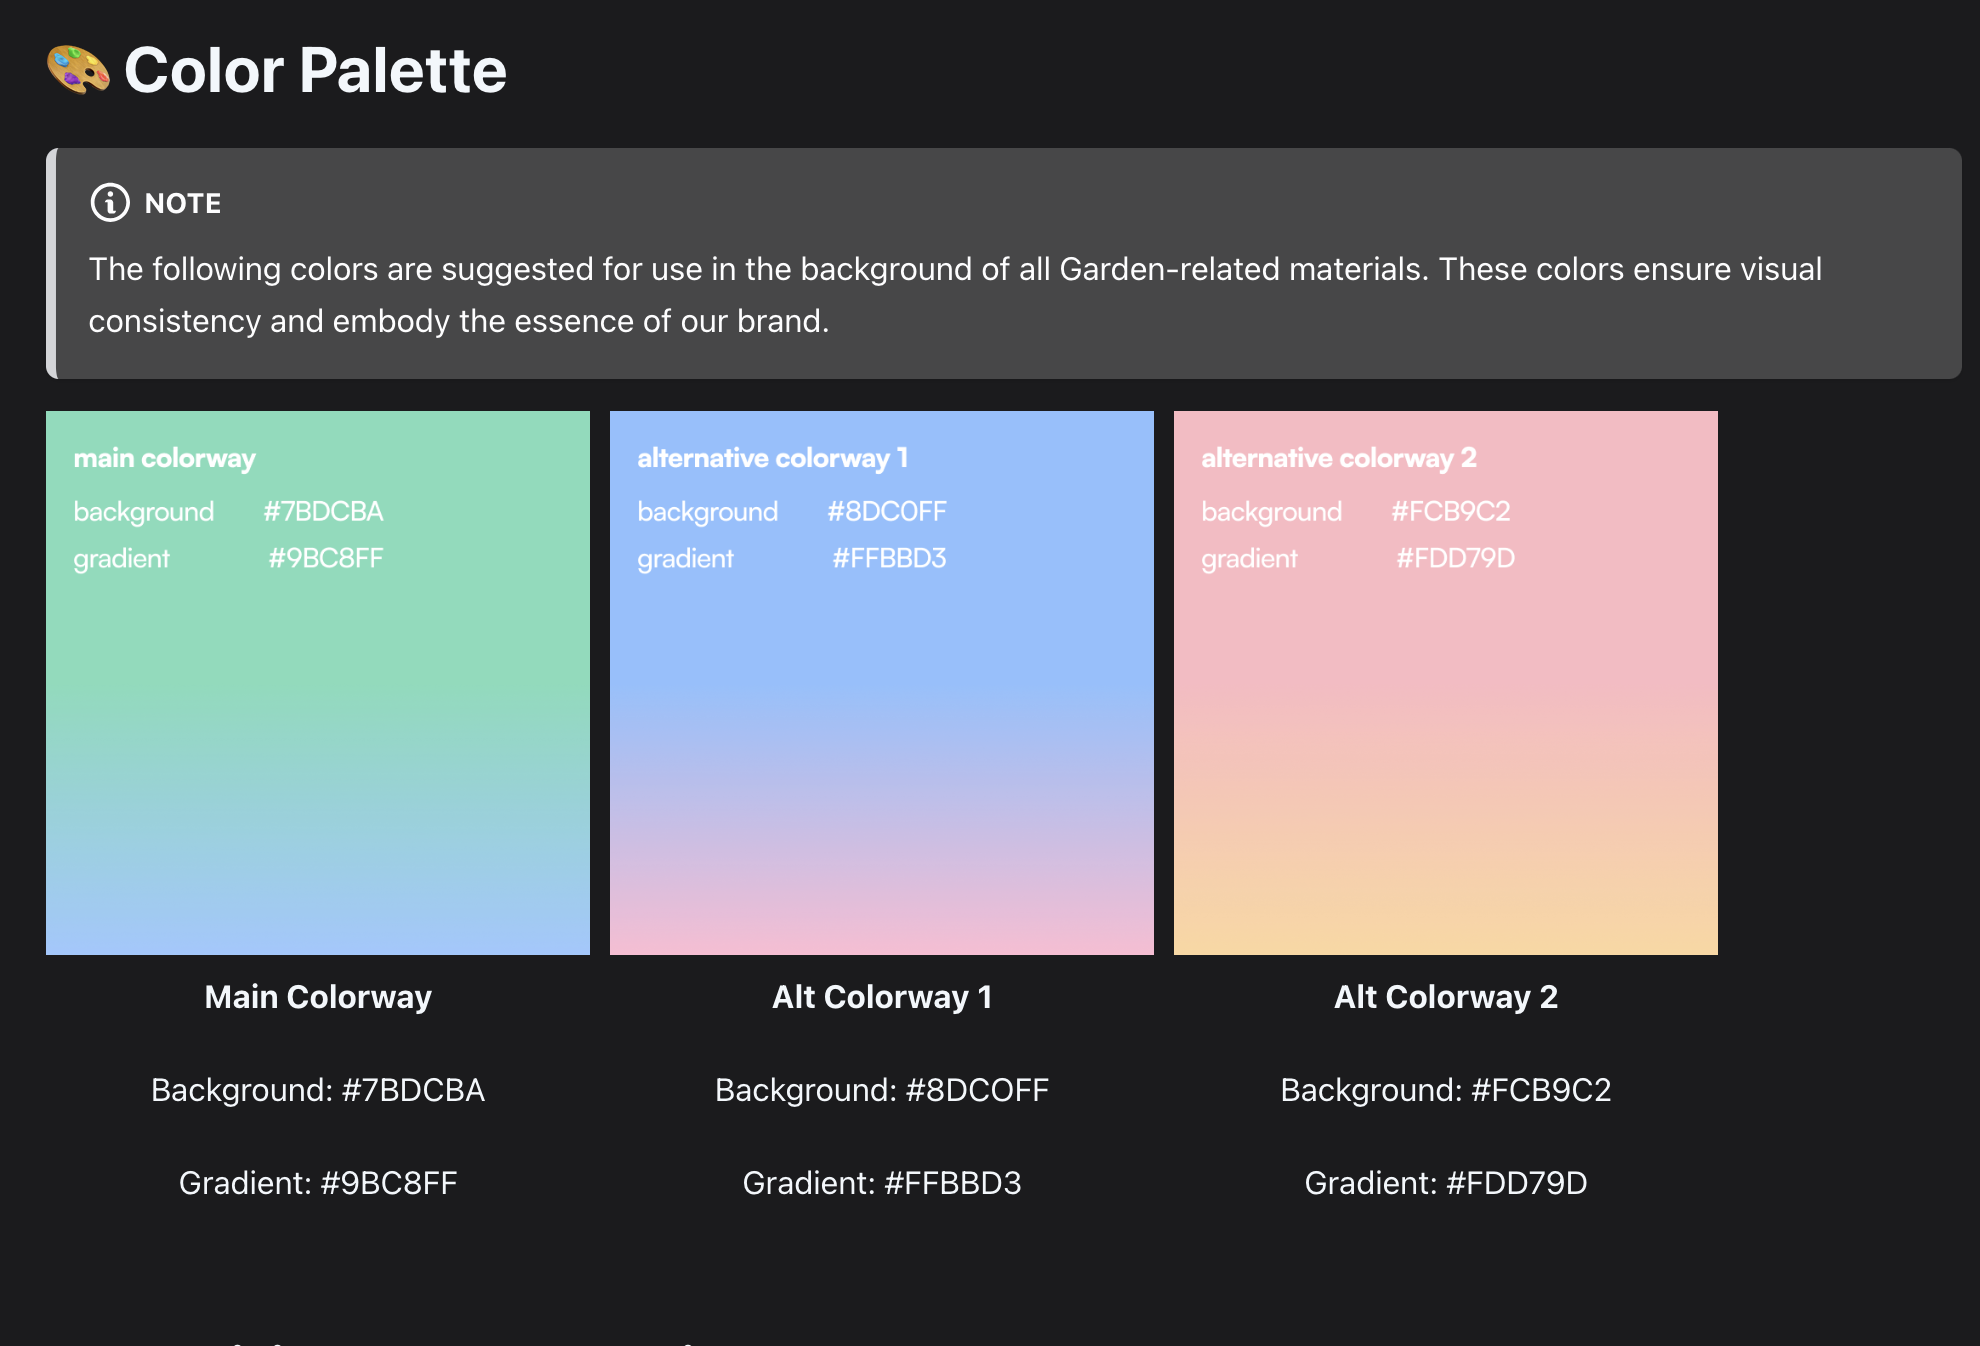 Color Palette
NOTE
The following colors are suggested for use in the background of all Garden-related materials. These colors ensure visual
consistency and embody the essence of our brand.
main colorway
background #7BDCBA
gradient #9BC8FF
alternative colorway 1
background #8DC0FF
gradient #FFBBD3
alternative colorway 2
background #FCB9C2
gradient #FDD79D
Main Colorway
Background: #7BDCBA
Gradient: #9BC8FF
Alt Colorway 1
Background: #8DCOFF
Gradient: #FFBBD3
Alt Colorway 2
Background: #FCB9C2
Gradient: #FDD79D